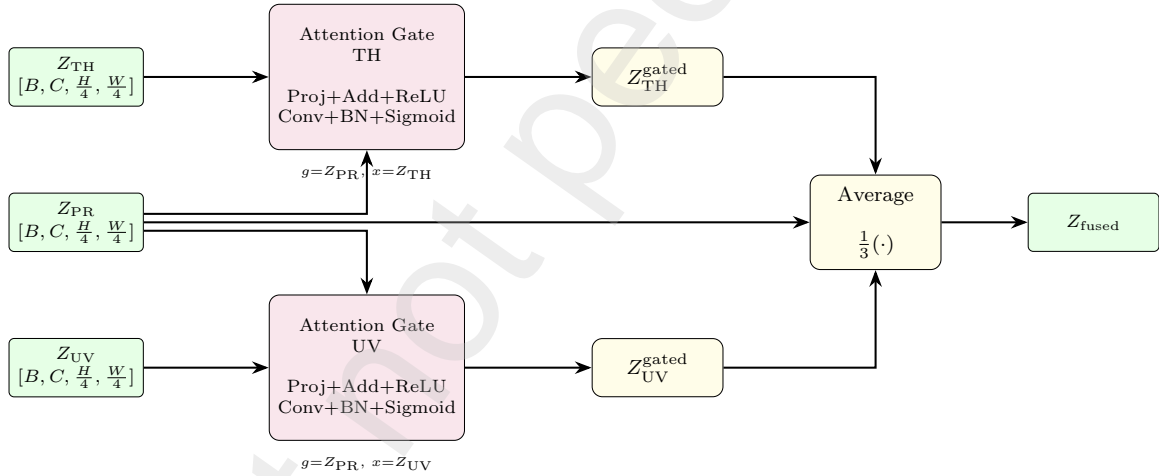 Z_TH
[B, C, H/4, W/4]
Attention Gate
TH
Proj+Add+ReLU
Conv+BN+Sigmoid
g=Z_PR, x=Z_TH
Z_TH^gated
Z_PR
[B, C, H/4, W/4]
Average
1/3(·)
Z_fused
Z_UV
[B, C, H/4, W/4]
Attention Gate
UV
Proj+Add+ReLU
Conv+BN+Sigmoid
g=Z_PR, x=Z_UV
Z_UV^gated
not pe